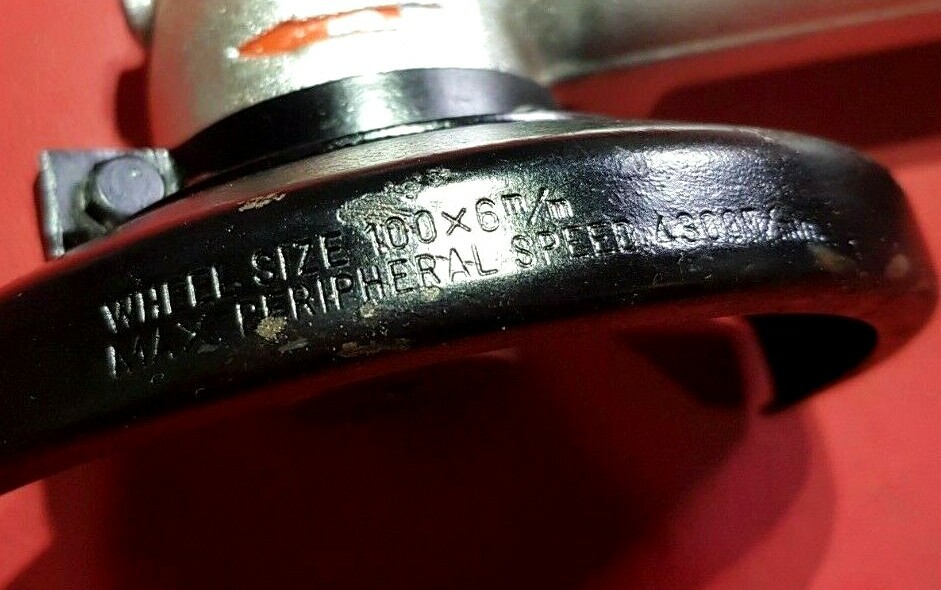 WHEEL SIZE 100×6m/m
MAX PERIPHERAL SPEED